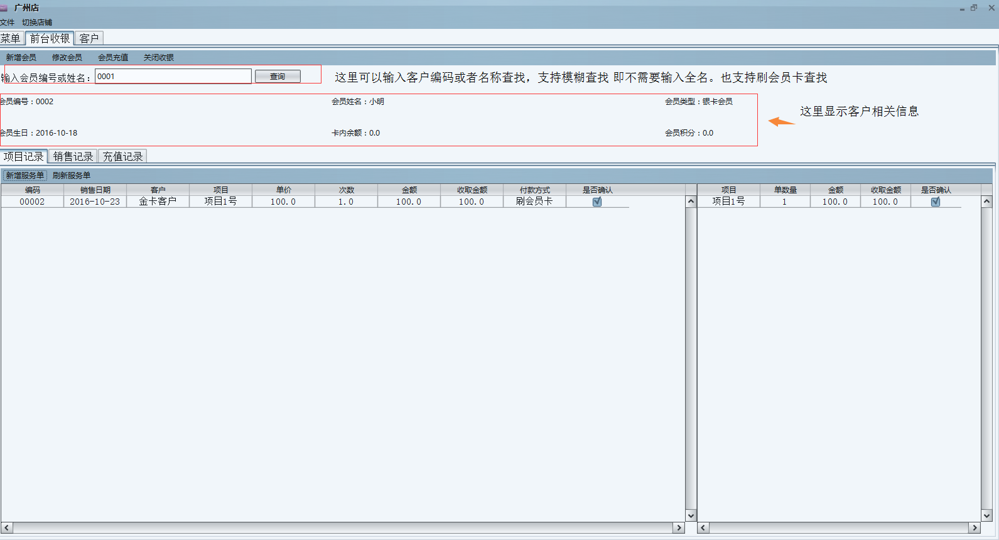 广州店
文件 切换店铺
菜单 前台收银 客户
新增会员 修改会员 会员充值 关闭收银
输入会员编号或姓名： 0001 查询 这里可以输入客户编码或者名称查找，支持模糊查找 即不需要输入全名。也支持刷会员卡查找
会员编号：0002 会员姓名：小明 会员类型：银卡会员
这里显示客户相关信息
会员生日：2016-10-18 卡内余额：0.0 会员积分：0.0
项目记录 销售记录 充值记录
新增服务单 刷新服务单
编码 销售日期 客户 项目 单价 次数 金额 收取金额 付款方式 是否确认 项目 单数量 金额 收取金额 是否确认
00002 2016-10-23 金卡客户 项目1号 100.0 1.0 100.0 100.0 刷会员卡 项目1号 1 100.0 100.0